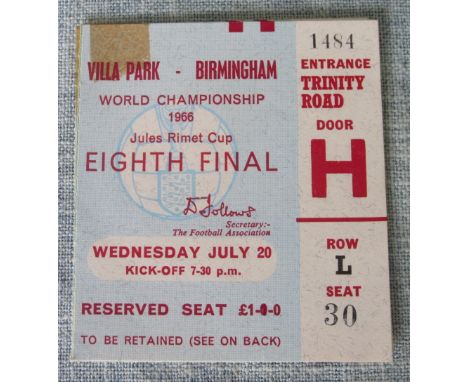 VILLA PARK - BIRMINGHAM
WORLD CHAMPIONSHIP
1966
Jules Rimet Cup
EIGHTH FINAL
D Follows
Secretary:-
The Football Association
WEDNESDAY JULY 20
KICK-OFF 7-30 p.m.
RESERVED SEAT £1-0-0
TO BE RETAINED (SEE ON BACK)
1484
ENTRANCE
TRINITY
ROAD
DOOR
H
ROW
L
SEAT
30